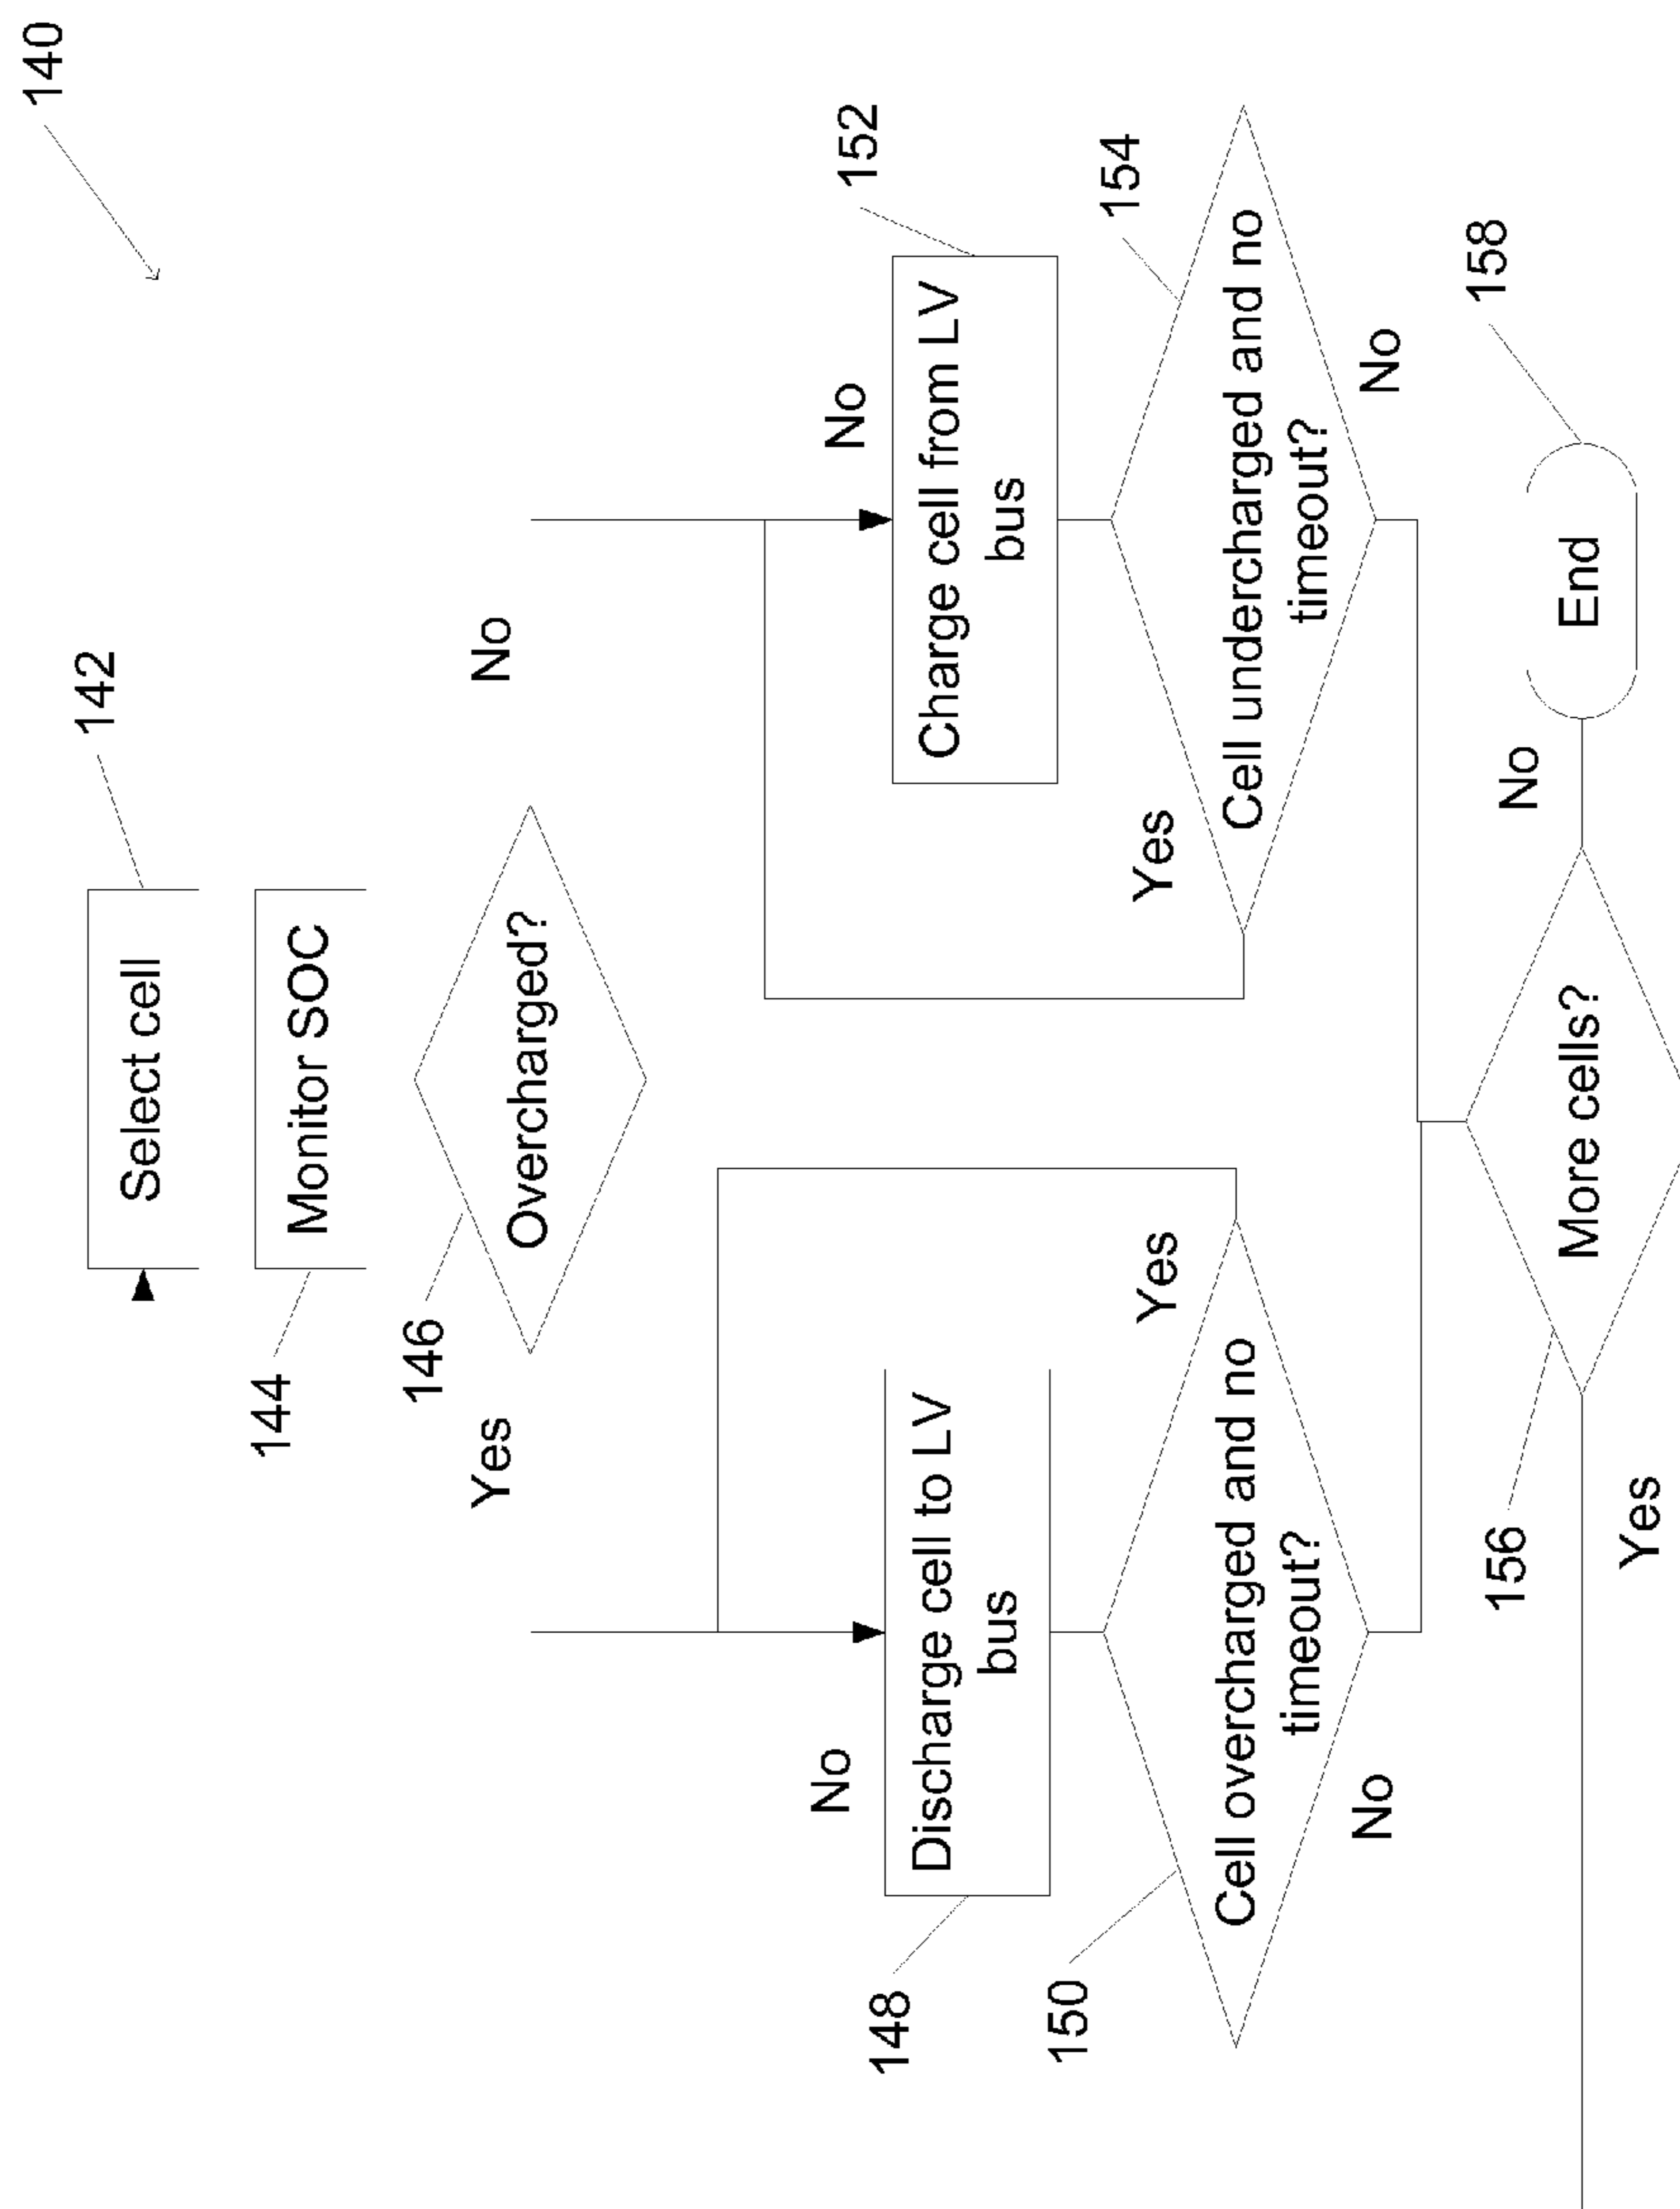 140
142
Select cell
144
Monitor SOC
146
Overcharged?
Yes
No
No
148
Discharge cell to LV
bus
No
152
Charge cell from LV
bus
150
Cell overcharged and no
timeout?
Yes
No
154
Cell undercharged and no
timeout?
Yes
No
156
More cells?
Yes
No
158
End